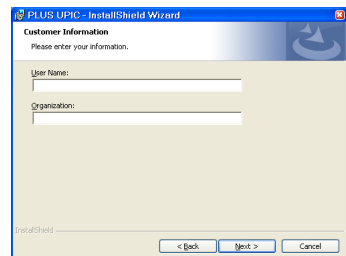 PLUS UPIC - InstallShield Wizard
Customer Information
Please enter your information.
User Name:
Organization:
InstallShield
< Back Next > Cancel